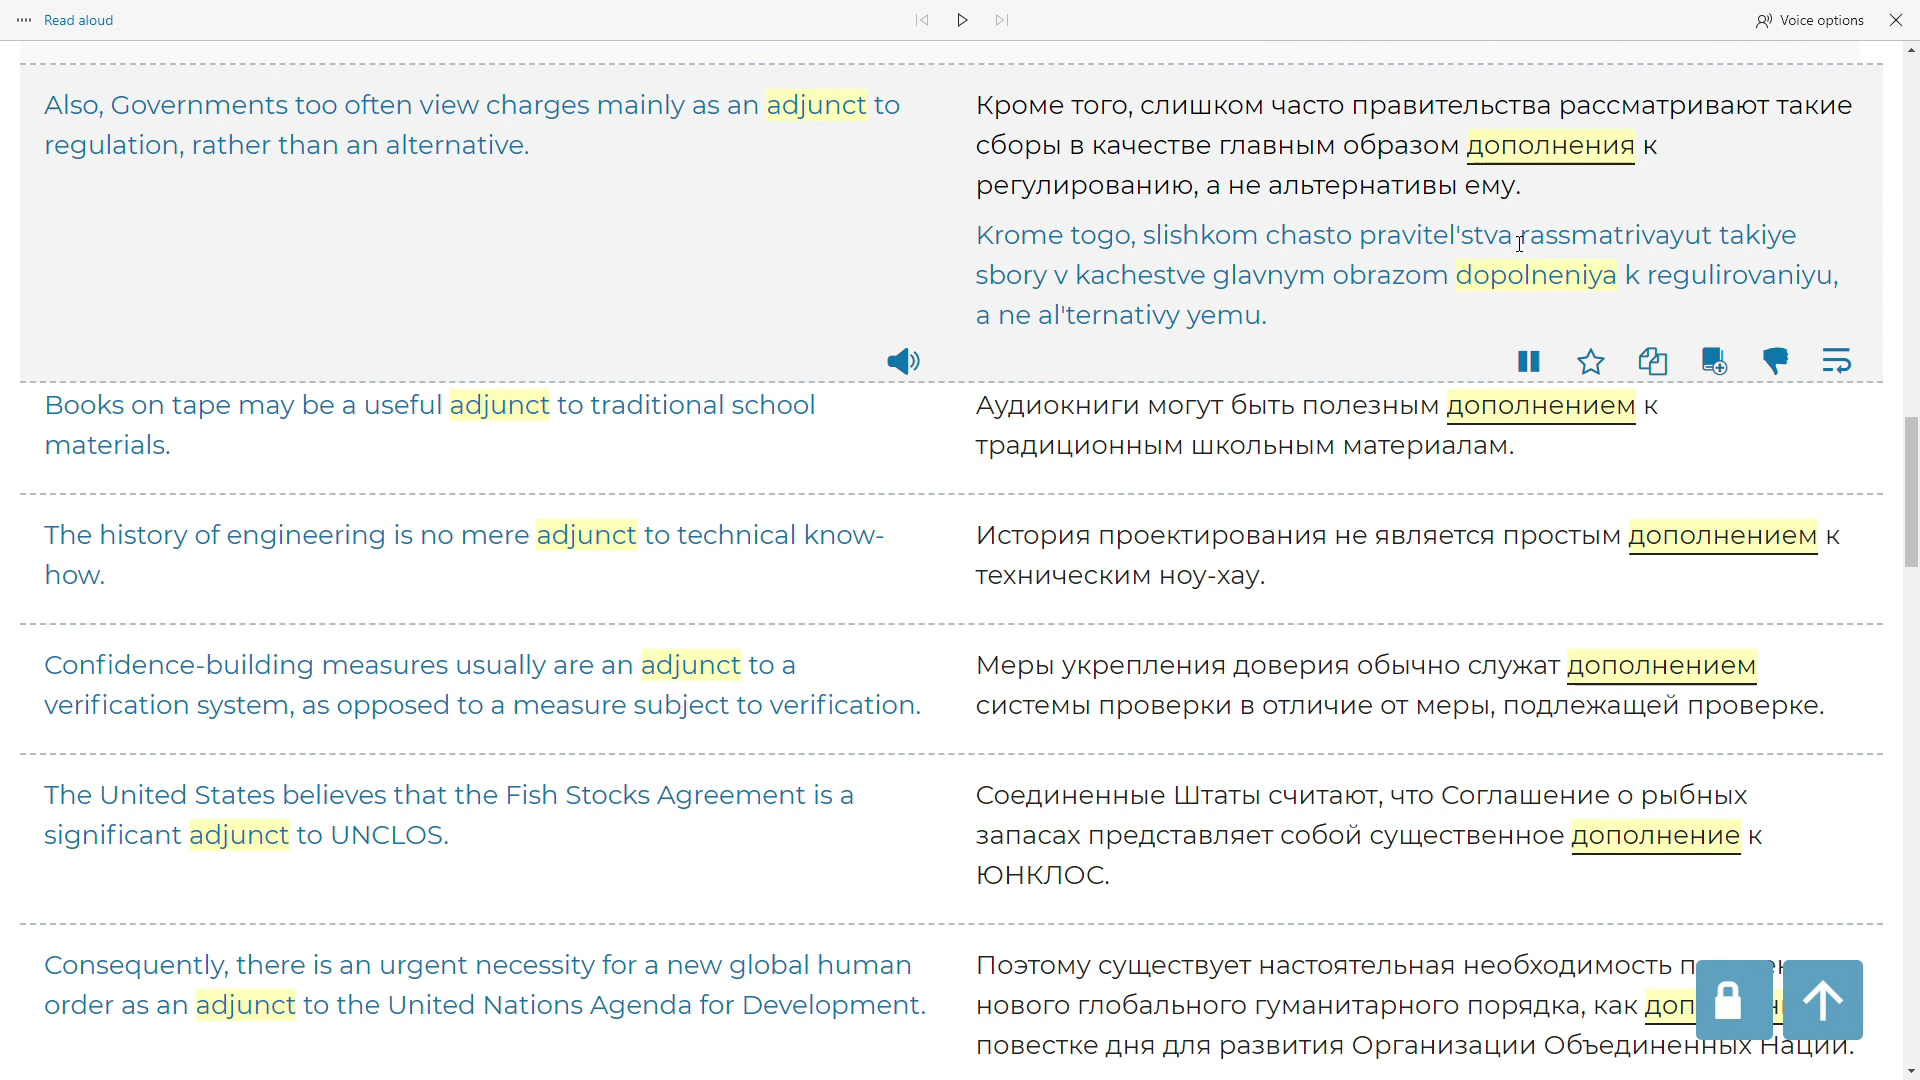 Read aloud
Voice options
Also, Governments too often view charges mainly as an adjunct to
regulation, rather than an alternative.
Кроме того, слишком часто правительства рассматривают такие
сборы в качестве главным образом дополнения к
регулированию, а не альтернативы ему.
Krome togo, slishkom chasto pravitel'stva rassmatrivayut takiye
sbory v kachestve glavnym obrazom dopolneniya k regulirovaniyu,
a ne al'ternativy yemu.
Books on tape may be a useful adjunct to traditional school
materials.
Аудиокниги могут быть полезным дополнением к
традиционным школьным материалам.
The history of engineering is no mere adjunct to technical know-
how.
История проектирования не является простым дополнением к
техническим ноу-хау.
Confidence-building measures usually are an adjunct to a
verification system, as opposed to a measure subject to verification.
Меры укрепления доверия обычно служат дополнением
системы проверки в отличие от меры, подлежащей проверке.
The United States believes that the Fish Stocks Agreement is a
significant adjunct to UNCLOS.
Соединенные Штаты считают, что Соглашение о рыбных
запасах представляет собой существенное дополнение к
ЮНКЛОС.
Consequently, there is an urgent necessity for a new global human
order as an adjunct to the United Nations Agenda for Development.
Поэтому существует настоятельная необходимость
нового глобального гуманитарного порядка, как
повестке дня для развития Организации Объединенных Наций.